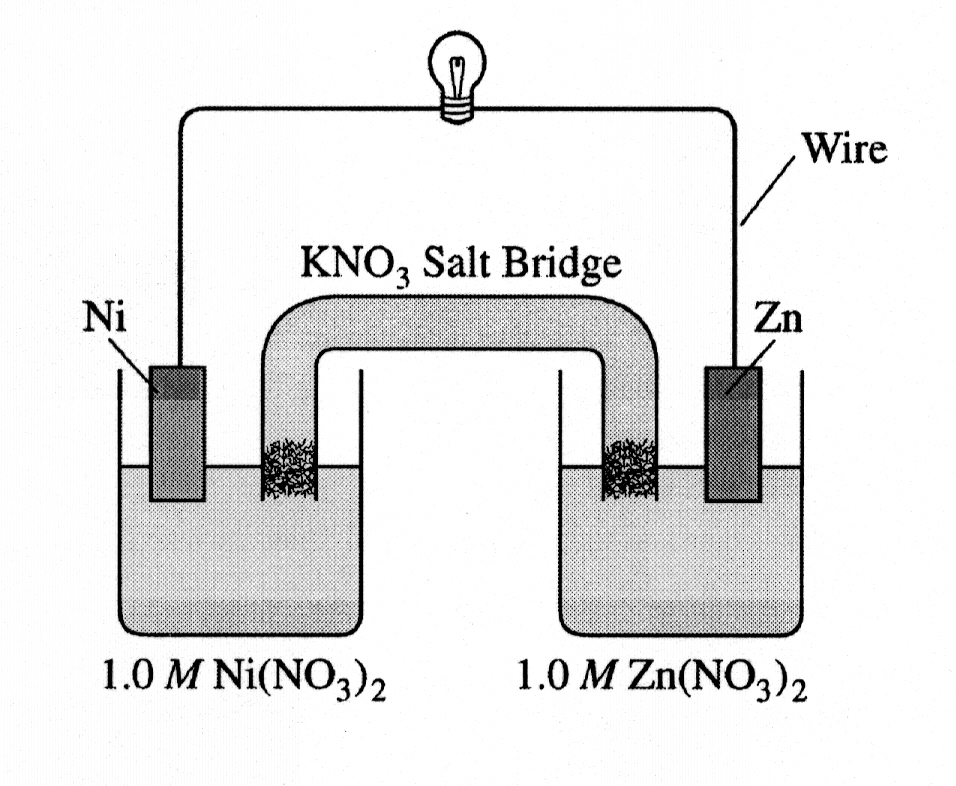 Wire
KNO₃ Salt Bridge
Ni
Zn
1.0 M Ni(NO₃)₂
1.0 M Zn(NO₃)₂